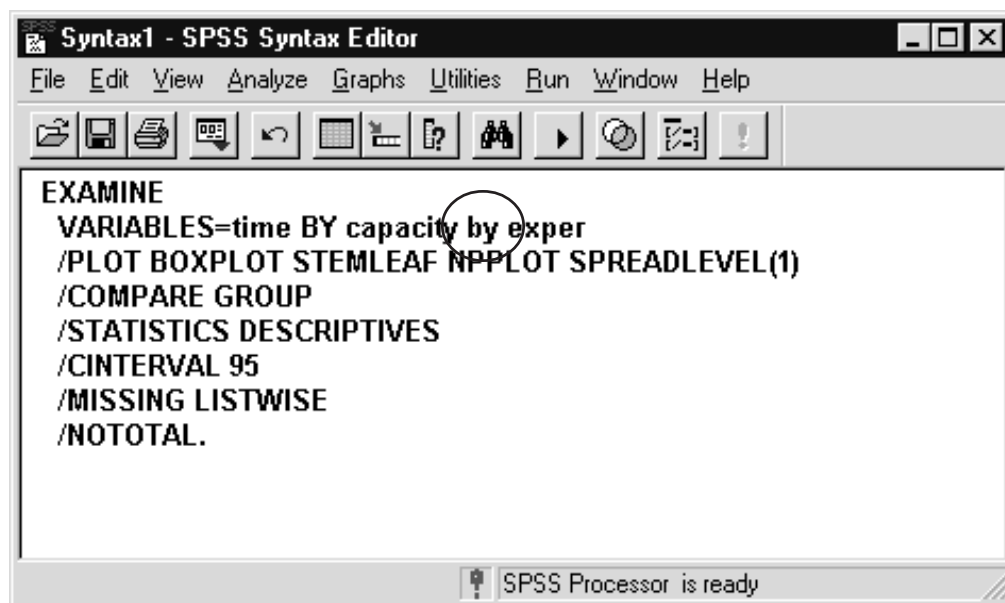 SPSS
Syntax1 - SPSS Syntax Editor
File Edit View Analyze Graphs Utilities Run Window Help
EXAMINE
VARIABLES=time BY capacity by exper
/PLOT BOXPLOT STEMLEAF NPPLOT SPREADLEVEL(1)
/COMPARE GROUP
/STATISTICS DESCRIPTIVES
/CINTERVAL 95
/MISSING LISTWISE
/NOTOTAL.
SPSS Processor is ready